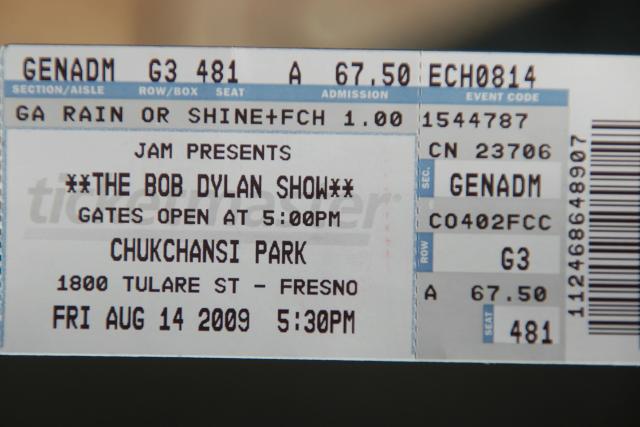 GENADM G3 481 A 67.50 ECH0814
SECTION/AISLE ROW/BOX SEAT ADMISSION EVENT CODE
GA RAIN OR SHINE+FCH 1.00 1544787
JAM PRESENTS
**THE BOB DYLAN SHOW**
GATES OPEN AT 5:00PM
CHUKCHANSI PARK
1800 TULARE ST - FRESNO
FRI AUG 14 2009 5:30PM
ticketmaster
CN 23706
SEC. GENADM
CO402FCC
ROW G3
A 67.50
SEAT 481
112468648907